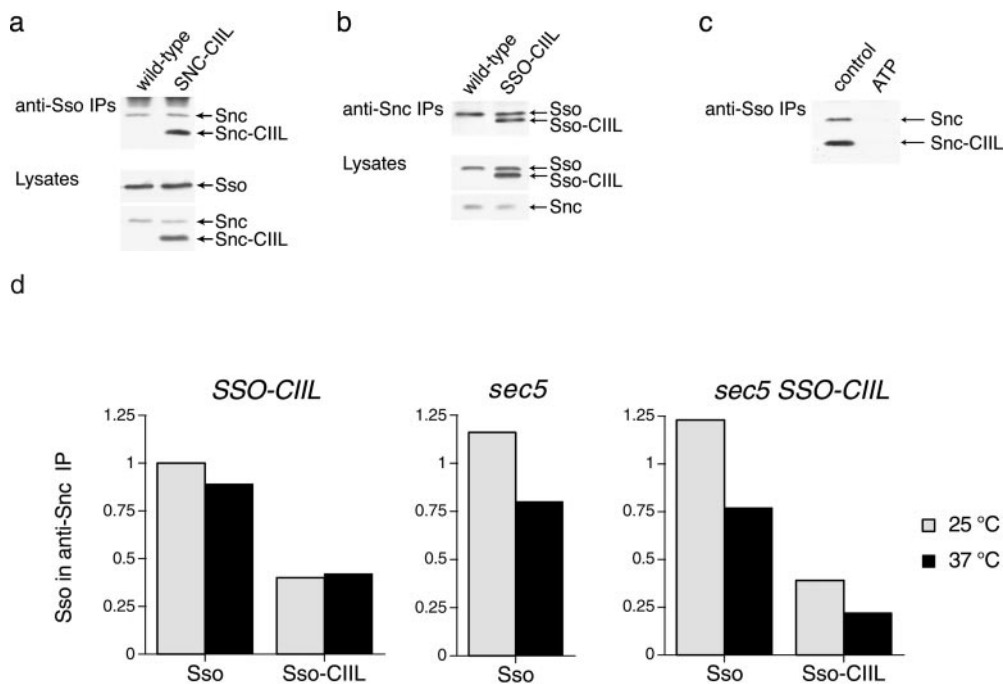 a
wild-type
SNC-CIIL
anti-Sso IPs
Snc
Snc-CIIL
Lysates
Sso
Snc
Snc-CIIL
b
wild-type
SSO-CIIL
anti-Snc IPs
Sso
Sso-CIIL
Lysates
Sso
Sso-CIIL
Snc
c
control
ATP
anti-Sso IPs
Snc
Snc-CIIL
d
Sso in anti-Snc IP
SSO-CIIL
1.25
1
0.75
0.5
0.25
0
Sso
Sso-CIIL
sec5
1.25
1
0.75
0.5
0.25
0
Sso
sec5 SSO-CIIL
1.25
1
0.75
0.5
0.25
0
Sso
Sso-CIIL
25 °C
37 °C